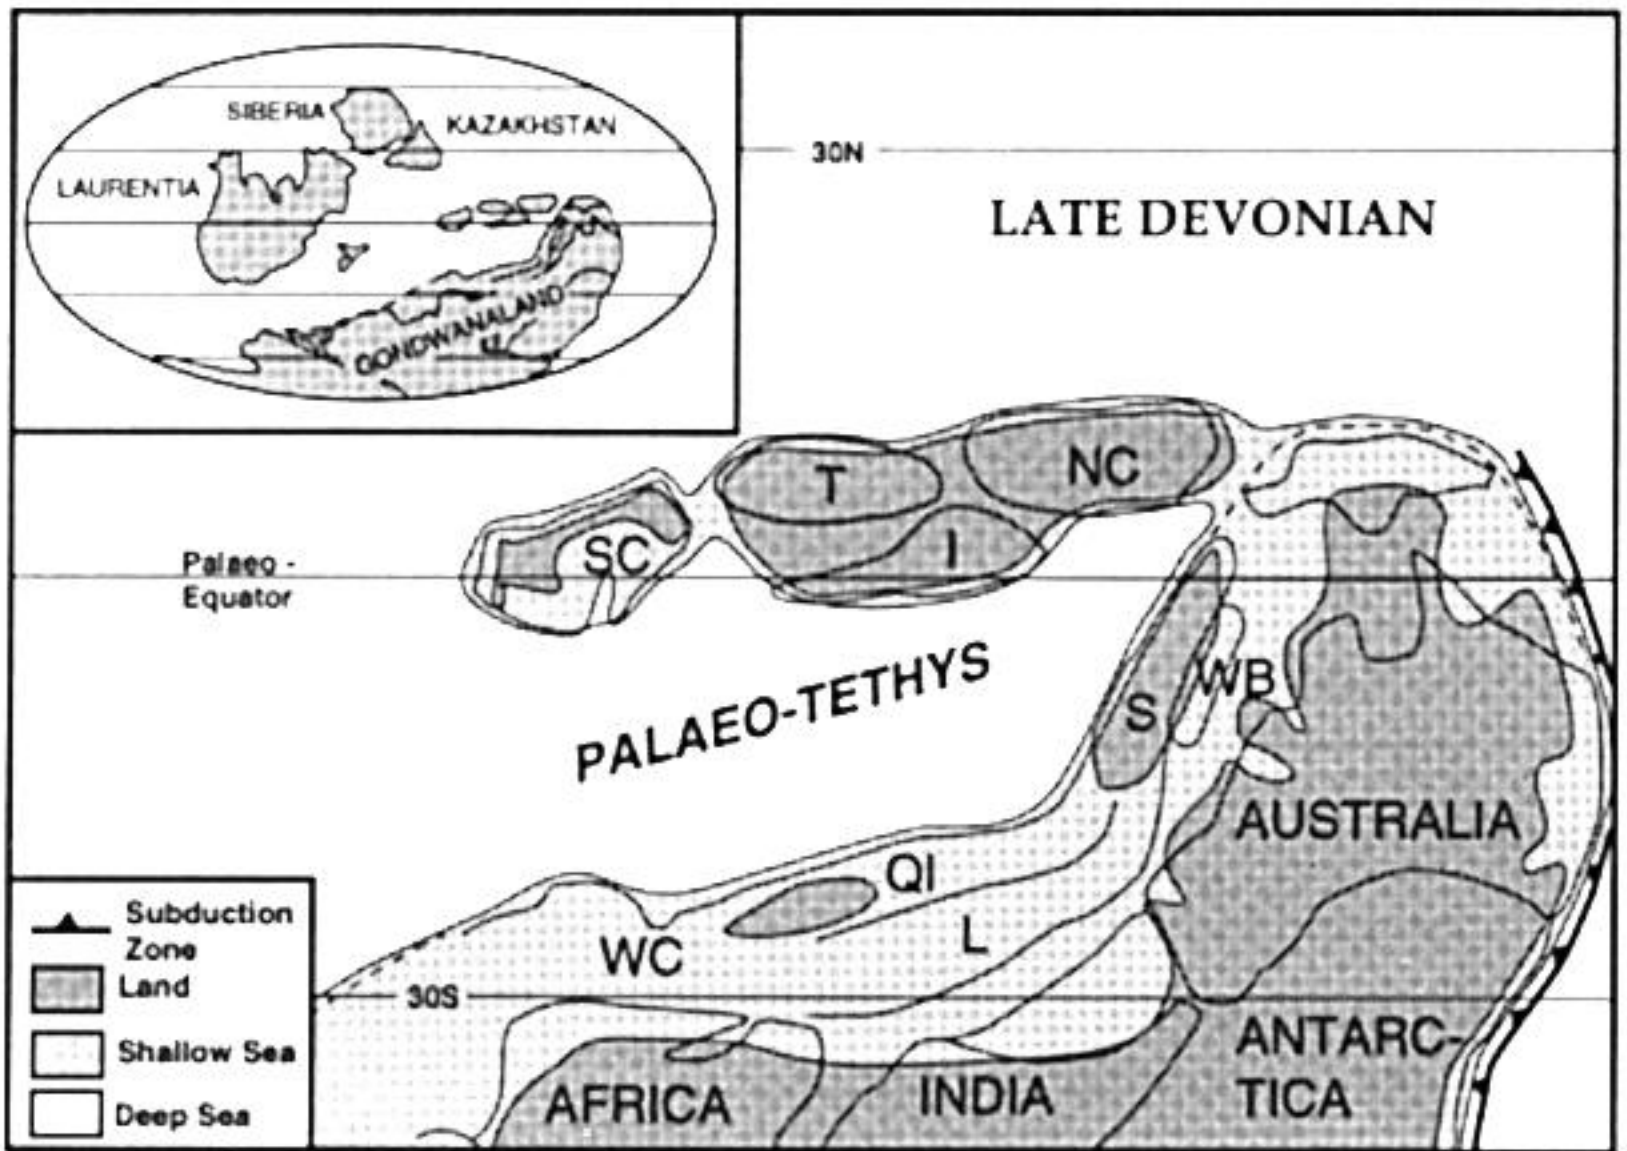 SIBERIA
KAZAKHSTAN
LAURENTIA
GONDWANALAND
30N
LATE DEVONIAN
T
NC
SC
I
Palaeo -
Equator
PALAEO-TETHYS
WB
S
AUSTRALIA
QI
L
WC
30S
Subduction
Zone
Land
Shallow Sea
Deep Sea
AFRICA
INDIA
ANTARC-
TICA